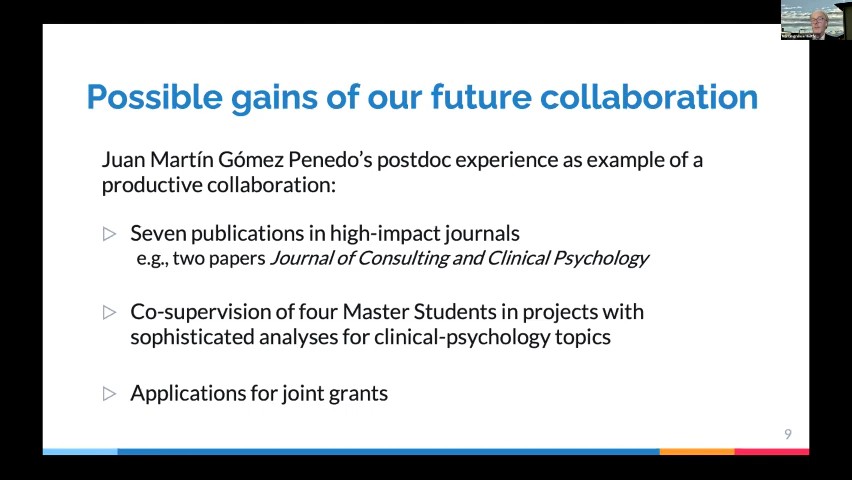 Possible gains of our future collaboration
Juan Martín Gómez Penedo's postdoc experience as example of a
productive collaboration:
Seven publications in high-impact journals
e.g., two papers Journal of Consulting and Clinical Psychology
Co-supervision of four Master Students in projects with
sophisticated analyses for clinical-psychology topics
Applications for joint grants
9